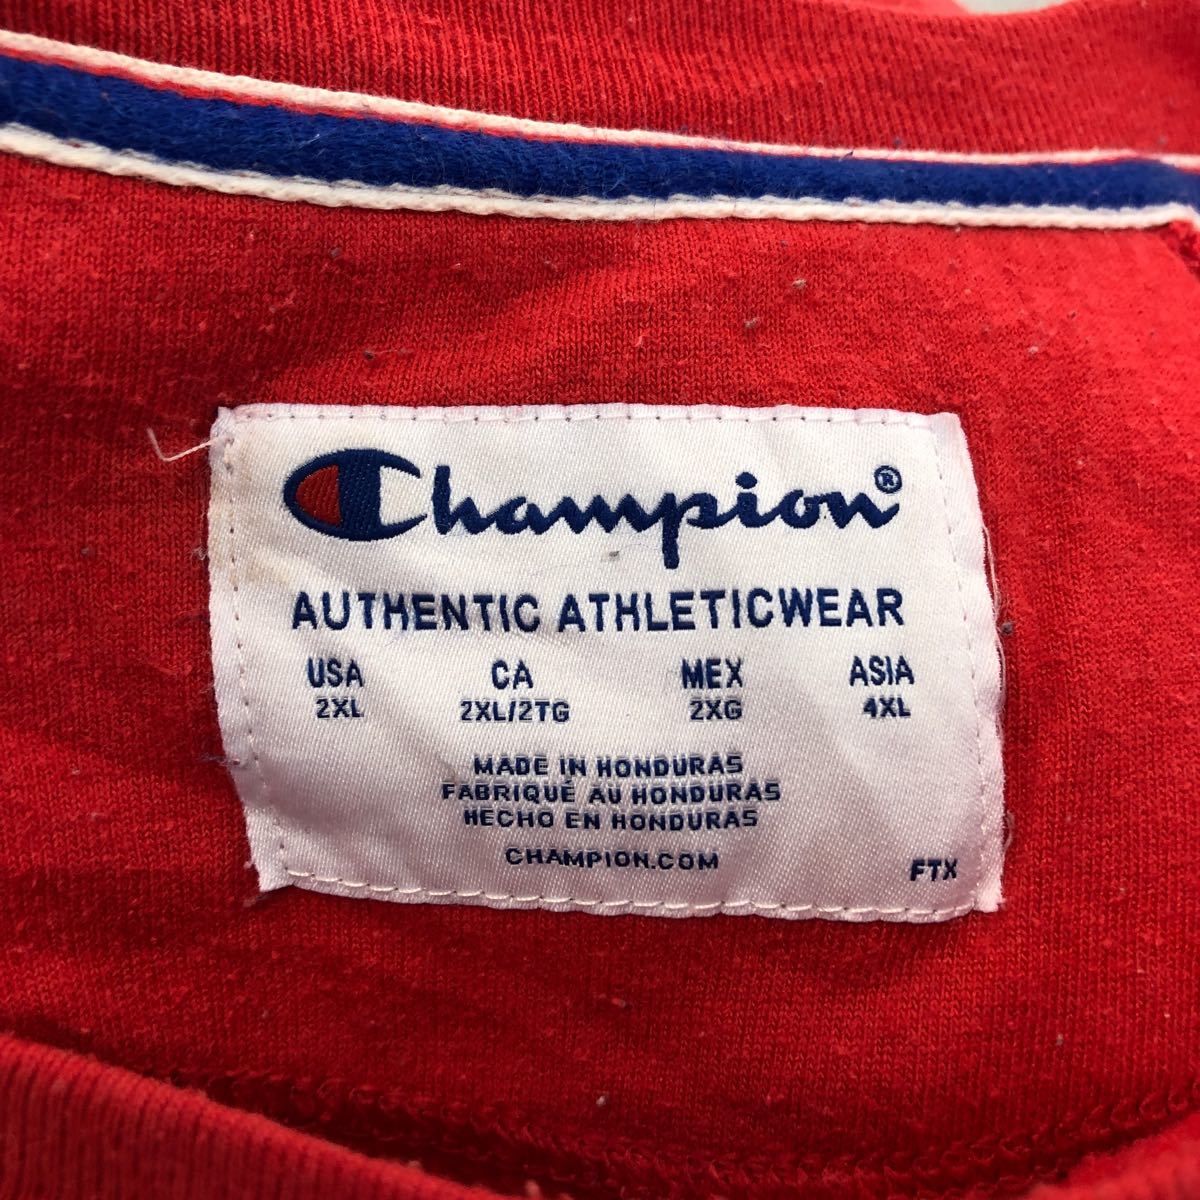 Champion®
AUTHENTIC ATHLETICWEAR
USA CA MEX ASIA
2XL 2XL/2TG 2XG 4XL
MADE IN HONDURAS
FABRIQUÉ AU HONDURAS
HECHO EN HONDURAS
CHAMPION.COM
FTX